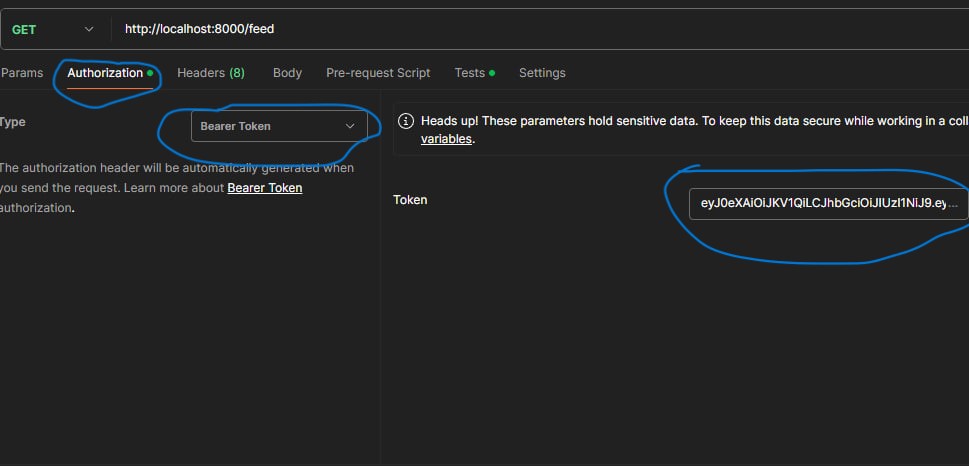 GET
http://localhost:8000/feed
Params Authorization Headers (8) Body Pre-request Script Tests Settings
Type
Bearer Token
The authorization header will be automatically generated when
you send the request. Learn more about Bearer Token
authorization.
Heads up! These parameters hold sensitive data. To keep this data secure while working in a coll
variables.
Token
eyJ0eXAiOiJKV1QiLCJhbGciOiJIUzI1NiJ9.ey...